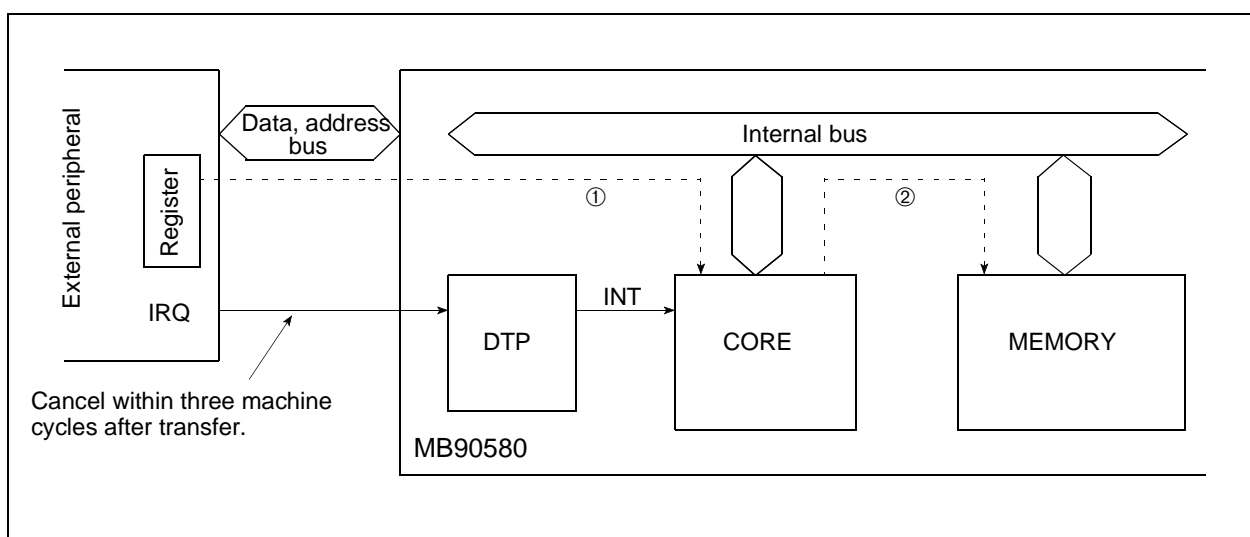 External peripheral
Register
IRQ
Data, address
bus
Internal bus
①
②
INT
DTP
CORE
MEMORY
Cancel within three machine
cycles after transfer.
MB90580